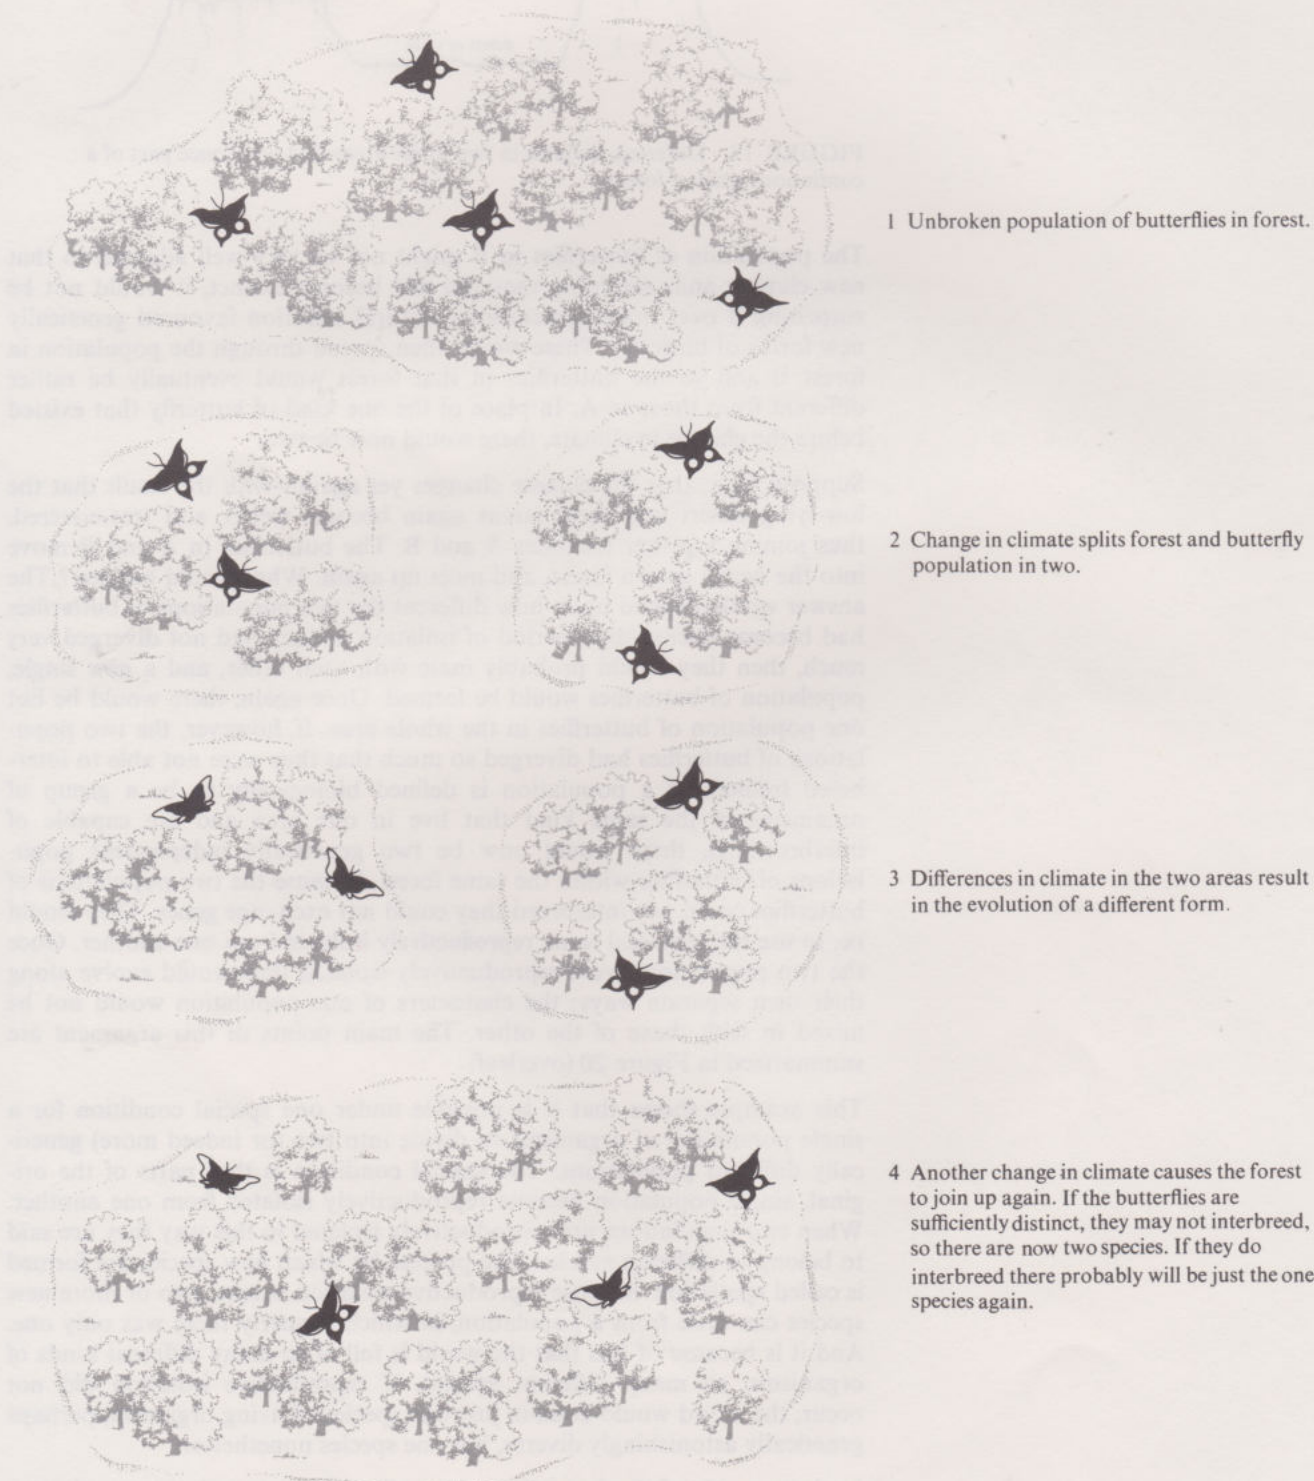 1 Unbroken population of butterflies in forest.
2 Change in climate splits forest and butterfly
population in two.
3 Differences in climate in the two areas result
in the evolution of a different form.
4 Another change in climate causes the forest
to join up again. If the butterflies are
sufficiently distinct, they may not interbreed,
so there are now two species. If they do
interbreed there probably will be just the one
species again.